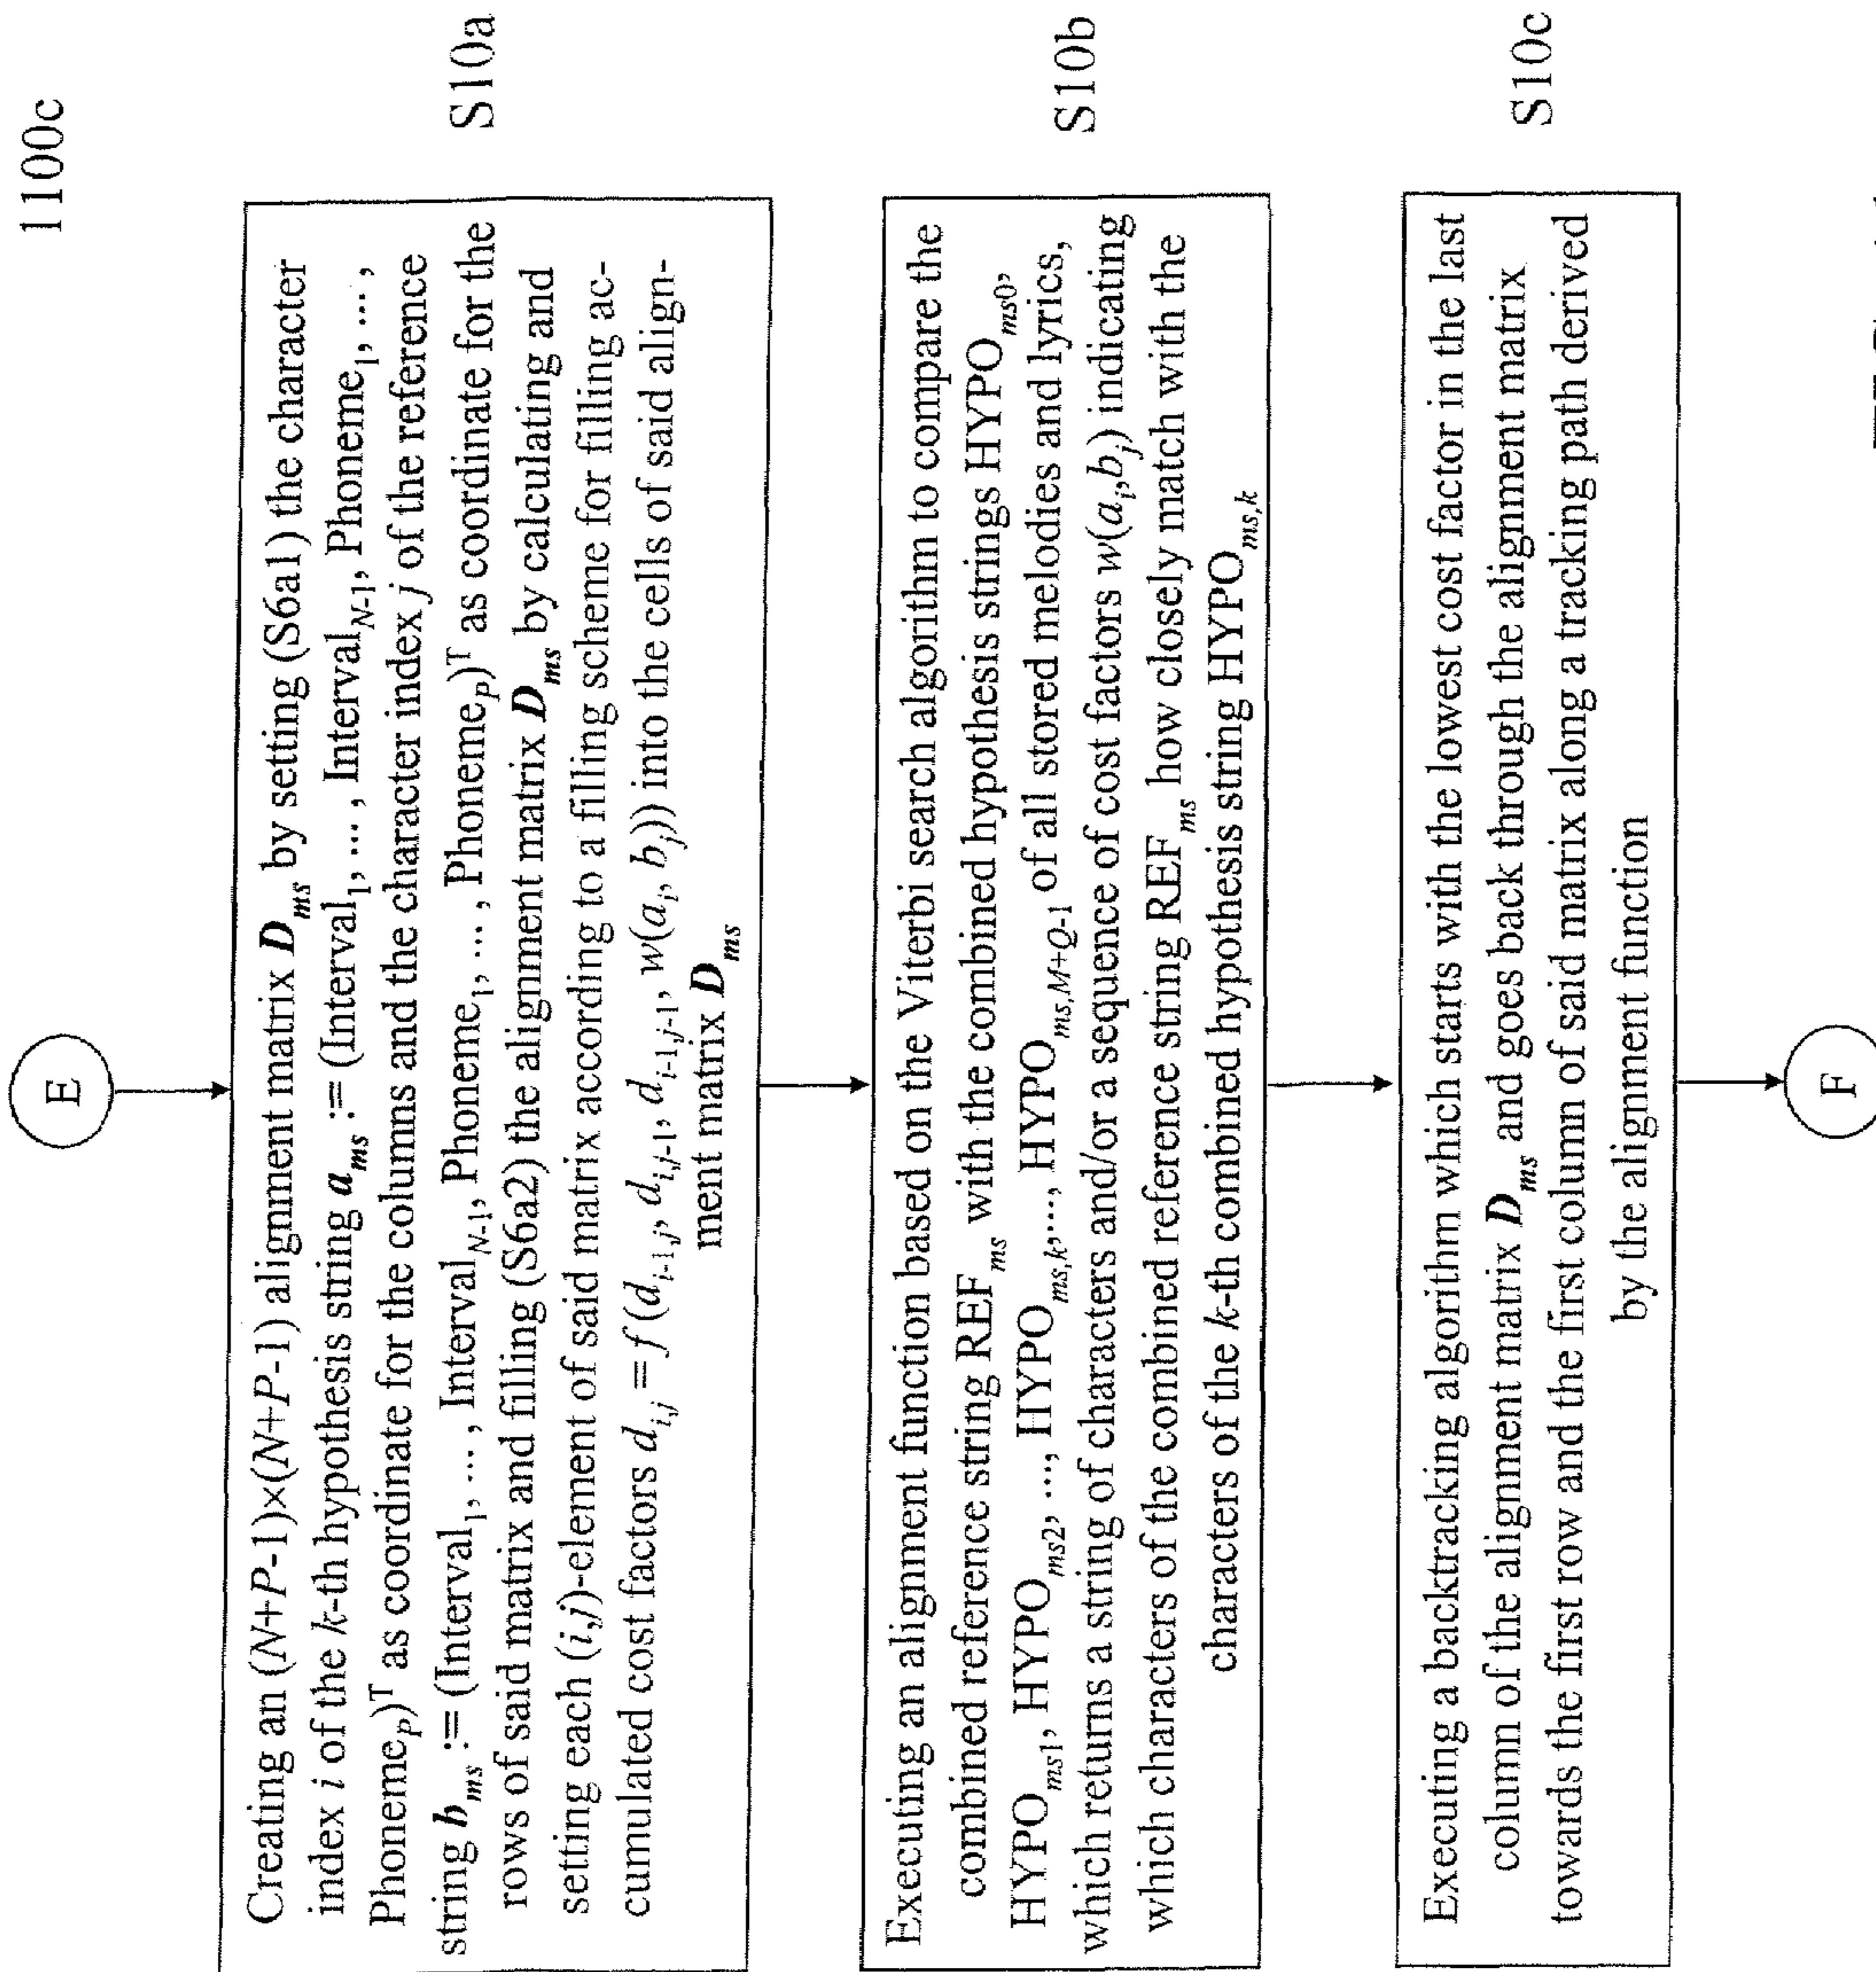 1100c
E
Creating an (N+P-1)×(N+P-1) alignment matrix D_ms by setting (S6a1) the character
index i of the k-th hypothesis string a_ms := (Interval_1, ..., Interval_N-1, Phoneme_1, ...,
Phoneme_P)^T as coordinate for the columns and the character index j of the reference
string b_ms := (Interval_1, ..., Interval_N-1, Phoneme_1, ..., Phoneme_P)^T as coordinate for the
rows of said matrix and filling (S6a2) the alignment matrix D_ms by calculating and
setting each (i,j)-element of said matrix according to a filling scheme for filling ac-
cumulated cost factors d_i,j = f (d_i-1,j, d_i,j-1, d_i-1,j-1, w(a_i, b_j)) into the cells of said align-
ment matrix D_ms
S10a
Executing an alignment function based on the Viterbi search algorithm to compare the
combined reference string REF_ms with the combined hypothesis strings HYPO_ms0,
HYPO_ms1, HYPO_ms2, ..., HYPO_ms,k,..., HYPO_ms,M+Q-1 of all stored melodies and lyrics,
which returns a string of characters and/or a sequence of cost factors w(a_i,b_j) indicating
which characters of the combined reference string REF_ms how closely match with the
characters of the k-th combined hypothesis string HYPO_ms,k
S10b
Executing a backtracking algorithm which starts with the lowest cost factor in the last
column of the alignment matrix D_ms and goes back through the alignment matrix
towards the first row and the first column of said matrix along a tracking path derived
by the alignment function
S10c
F